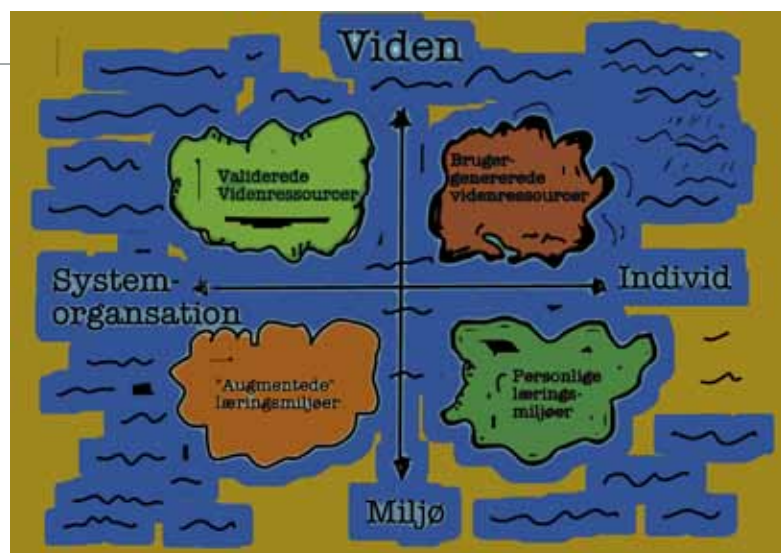 Viden
Validerede
Videnressourcer
Bruger-
genererede
videnressourcer
System-
organsation
Individ
"Augmentede"
læringsmiljøer
Personlige
lærings-
miljøer
Miljø